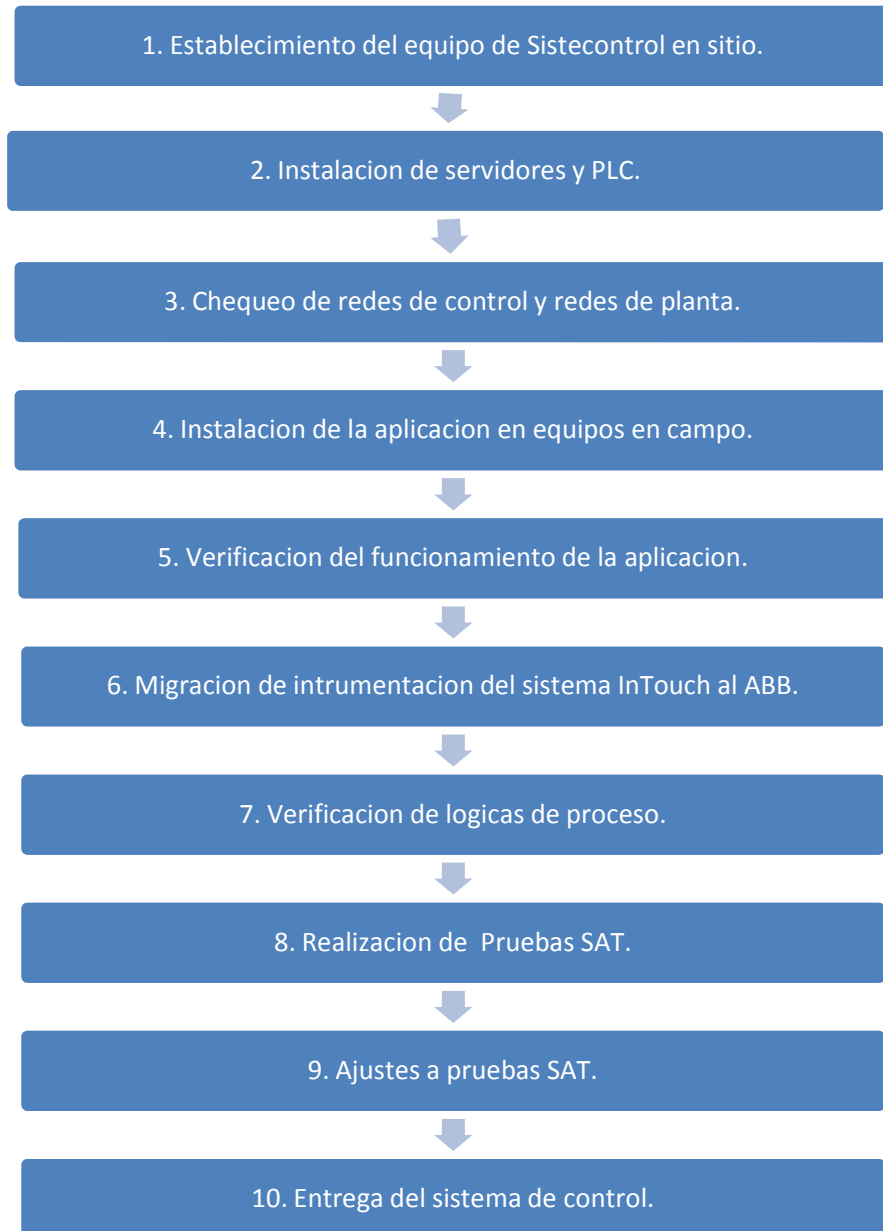 1. Establecimiento del equipo de Sistecontrol en sitio.
2. Instalacion de servidores y PLC.
3. Chequeo de redes de control y redes de planta.
4. Instalacion de la aplicacion en equipos en campo.
5. Verificacion del funcionamiento de la aplicacion.
6. Migracion de intrumentacion del sistema InTouch al ABB.
7. Verificacion de logicas de proceso.
8. Realizacion de  Pruebas SAT.
9. Ajustes a pruebas SAT.
10. Entrega del sistema de control.